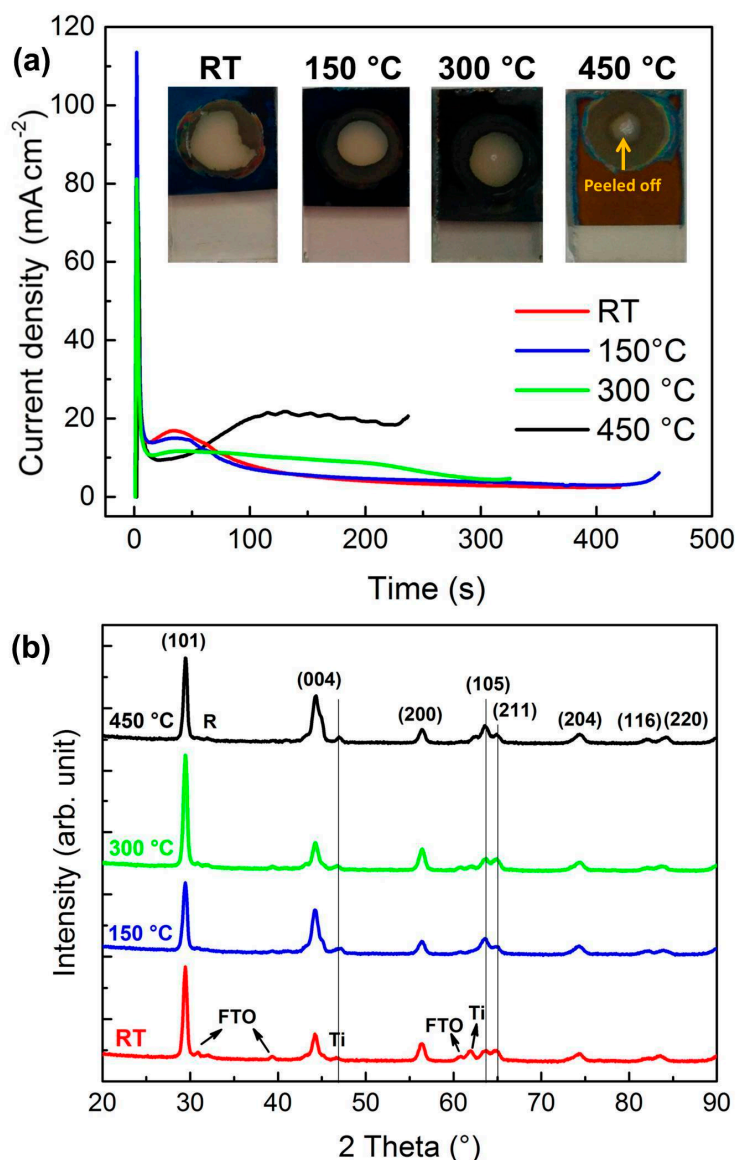 (a)
RT 150 °C 300 °C 450 °C
Peeled off
Current density (mA cm⁻²)
120
100
80
60
40
20
0
RT
150°C
300 °C
450 °C
0 100 200 300 400 500
Time (s)
(b)
Intensity (arb. unit)
(101) (004) (200) (105) (211) (204) (116) (220)
450 °C R
300 °C
150 °C
RT FTO Ti FTO Ti
20 30 40 50 60 70 80 90
2 Theta (°)